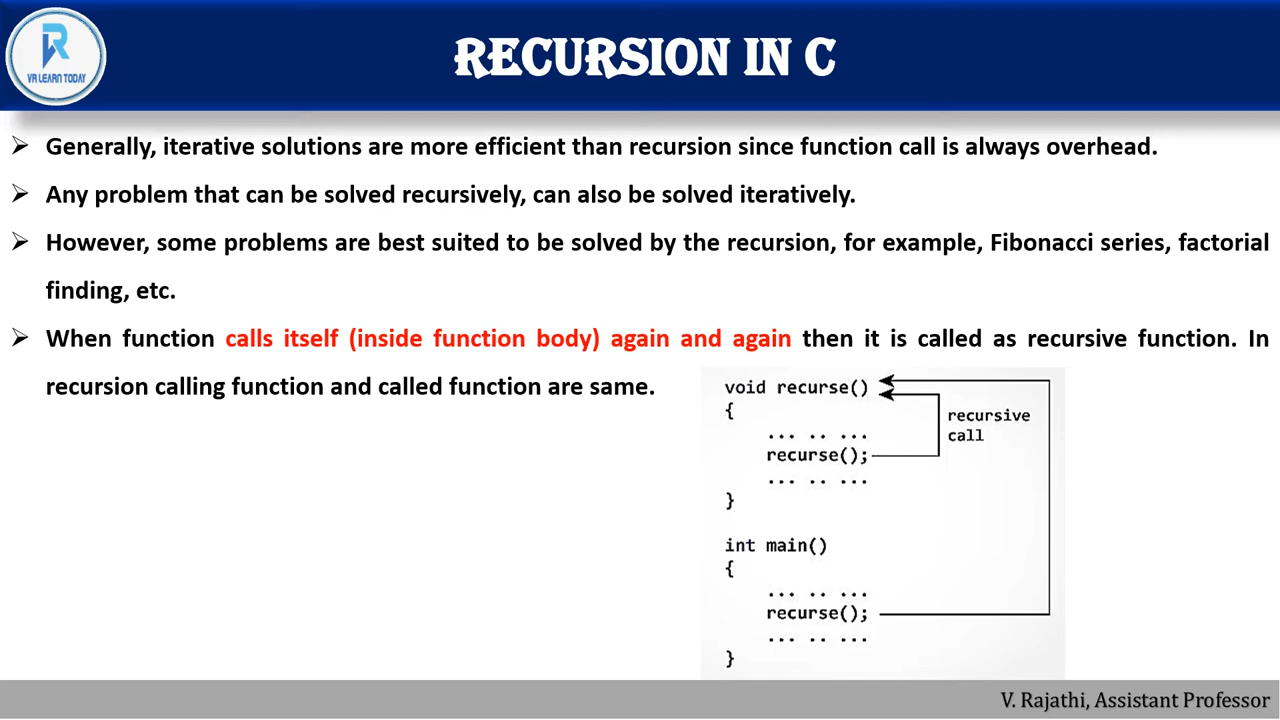 VR LEARN TODAY
RECURSION IN C
➢ Generally, iterative solutions are more efficient than recursion since function call is always overhead.
➢ Any problem that can be solved recursively, can also be solved iteratively.
➢ However, some problems are best suited to be solved by the recursion, for example, Fibonacci series, factorial
finding, etc.
➢ When function calls itself (inside function body) again and again then it is called as recursive function. In
recursion calling function and called function are same.
void recurse()
{
... .. ...
recurse();
... .. ...
}
recursive
call
int main()
{
... .. ...
recurse();
... .. ...
}
V. Rajathi, Assistant Professor